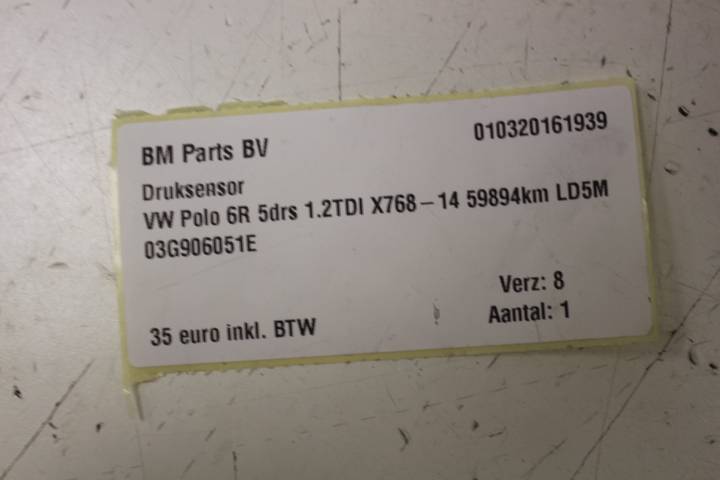 BM Parts BV 010320161939
Druksensor
VW Polo 6R 5drs 1.2TDI X768-14 59894km LD5M
03G906051E
Verz: 8
35 euro inkl. BTW Aantal: 1